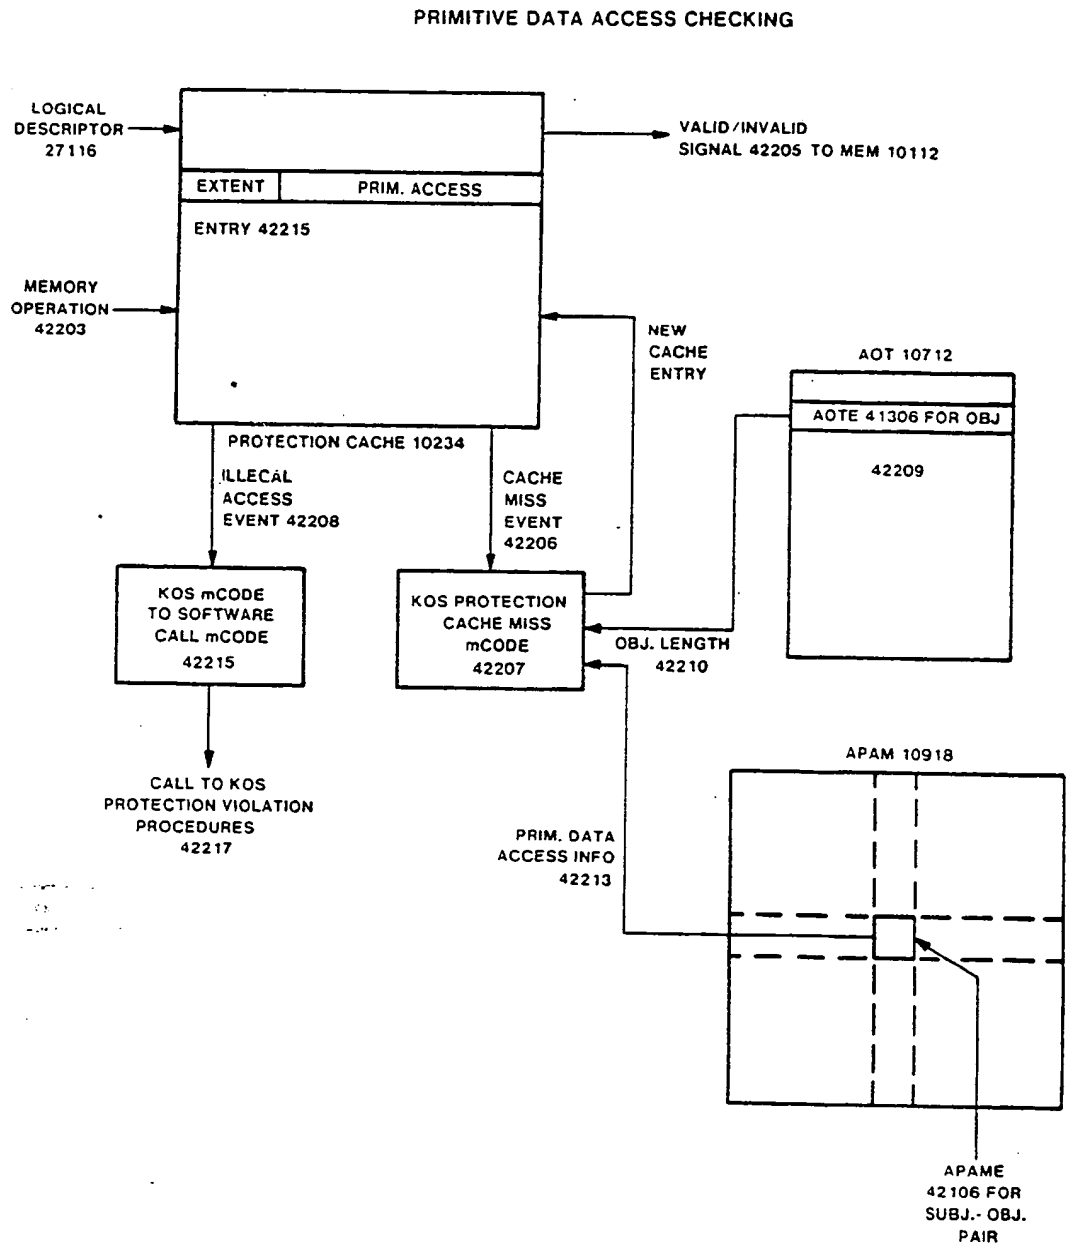 PRIMITIVE DATA ACCESS CHECKING
LOGICAL
DESCRIPTOR
27116
VALID/INVALID
SIGNAL 42205 TO MEM 10112
EXTENT
PRIM. ACCESS
ENTRY 42215
MEMORY
OPERATION
42203
NEW
CACHE
ENTRY
AOT 10712
AOTE 41306 FOR OBJ
42209
PROTECTION CACHE 10234
ILLECAL
ACCESS
EVENT 42208
CACHE
MISS
EVENT
42206
KOS mCODE
TO SOFTWARE
CALL mCODE
42215
KOS PROTECTION
CACHE MISS
mCODE
42207
OBJ. LENGTH
42210
CALL TO KOS
PROTECTION VIOLATION
PROCEDURES
42217
APAM 10918
PRIM. DATA
ACCESS INFO
42213
APAME
42106 FOR
SUBJ.- OBJ.
PAIR